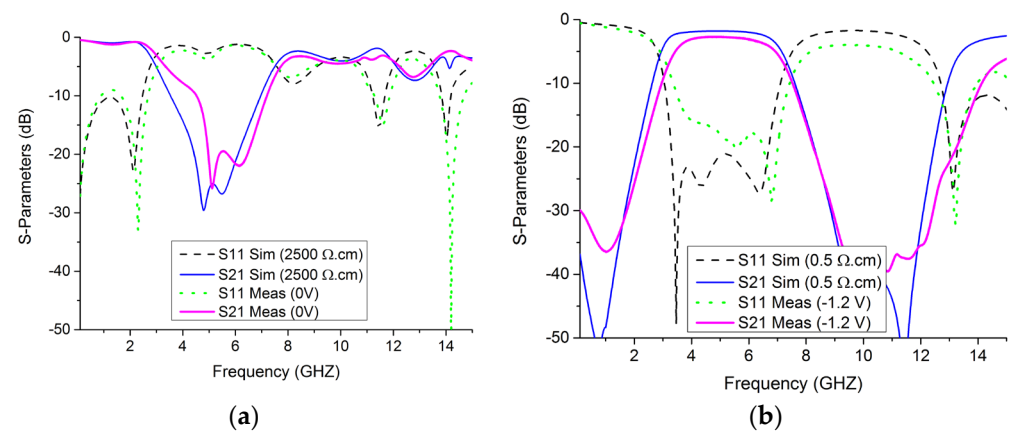 0
-10
-20
-30
-40
-50
S-Parameters (dB)
S11 Sim (2500 Ω.cm)
S21 Sim (2500 Ω.cm)
S11 Meas (0V)
S21 Meas (0V)
2 4 6 8 10 12 14
Frequency (GHZ)
(a)
0
-10
-20
-30
-40
-50
S-Parameters (dB)
S11 Sim (0.5 Ω.cm)
S21 Sim (0.5 Ω.cm)
S11 Meas (-1.2 V)
S21 Meas (-1.2 V)
2 4 6 8 10 12 14
Frequency (GHZ)
(b)